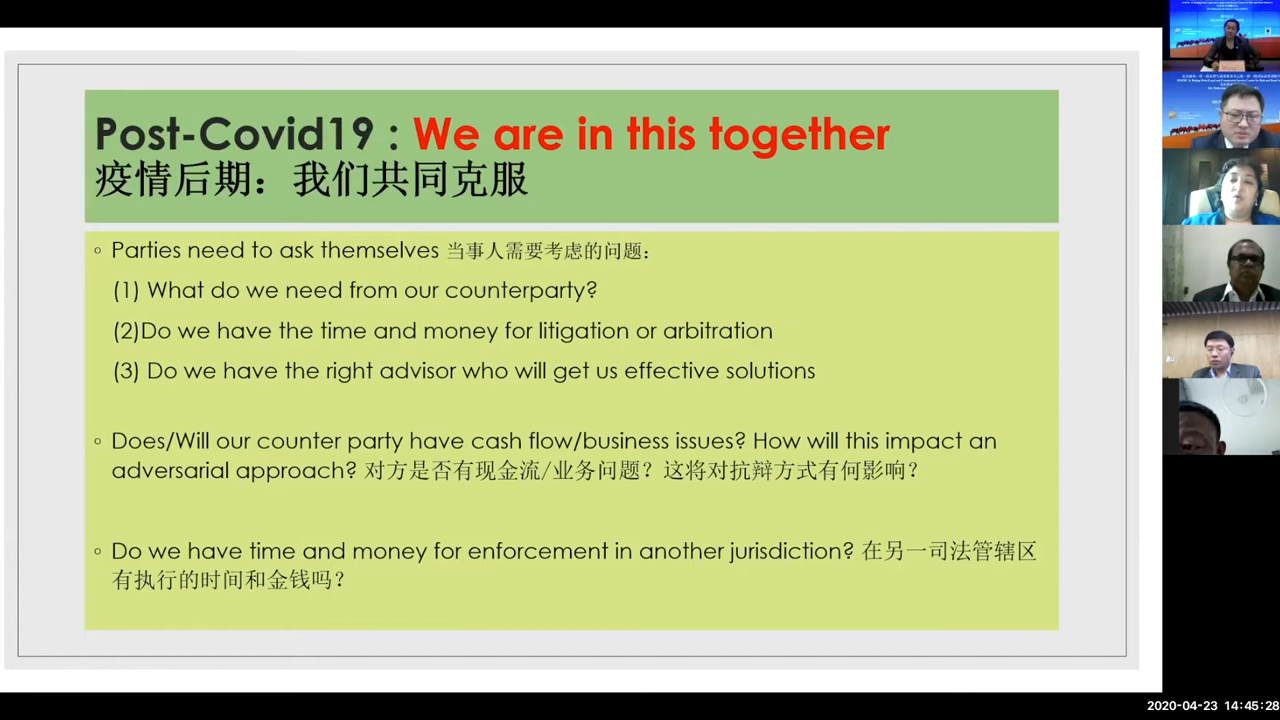 Post-Covid19 : We are in this together
疫情后期：我们共同克服
◦ Parties need to ask themselves 当事人需要考虑的问题：
(1) What do we need from our counterparty?
(2)Do we have the time and money for litigation or arbitration
(3) Do we have the right advisor who will get us effective solutions
◦ Does/Will our counter party have cash flow/business issues? How will this impact an
adversarial approach? 对方是否有现金流/业务问题？这将对抗辩方式有何影响？
◦ Do we have time and money for enforcement in another jurisdiction? 在另一司法管辖区
有执行的时间和金钱吗？
2020-04-23 14:45:28